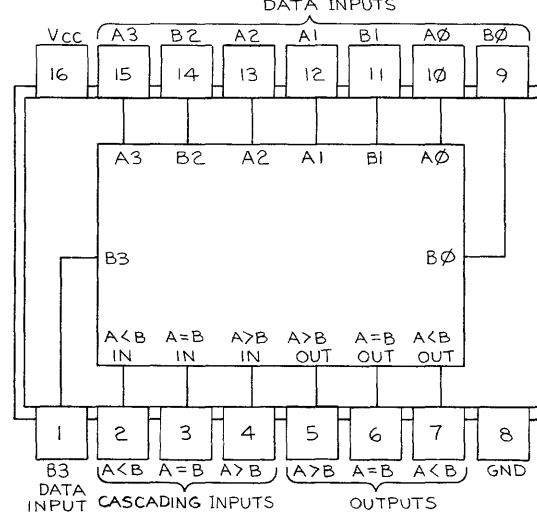 DATA INPUTS
VCC A3 B2 A2 A1 B1 AØ BØ
16 15 14 13 12 11 10 9
A3 B2 A2 A1 B1 AØ
B3 BØ
A<B A=B A>B A>B A=B A<B
IN IN IN OUT OUT OUT
1 2 3 4 5 6 7 8
B3 A<B A=B A>B A>B A=B A<B GND
DATA
INPUT CASCADING INPUTS OUTPUTS